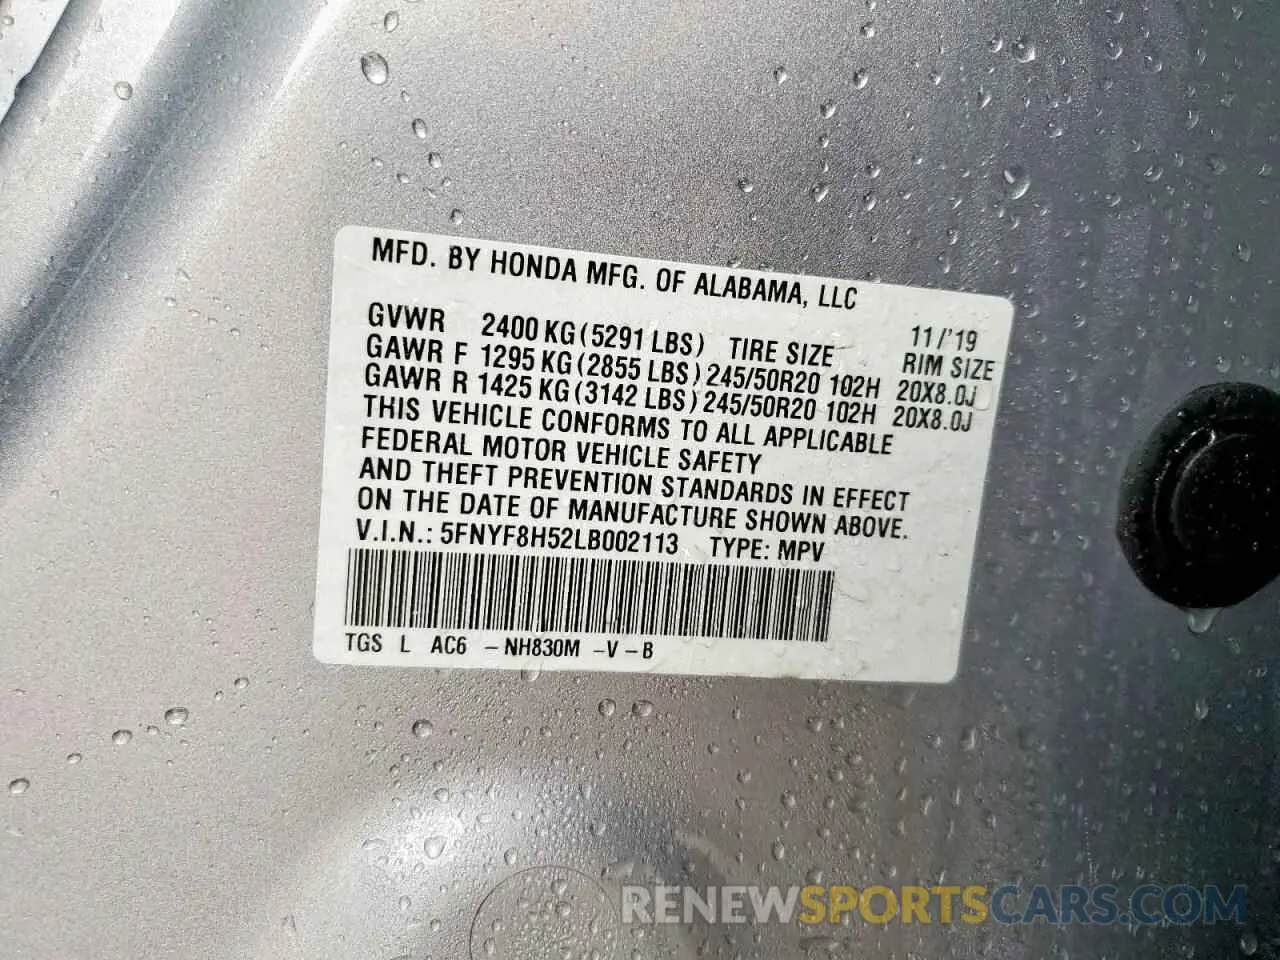 MFD. BY HONDA MFG. OF ALABAMA, LLC
11/'19
GVWR 2400 KG (5291 LBS) TIRE SIZE RIM SIZE
GAWR F 1295 KG (2855 LBS) 245/50R20 102H 20X8.0J
GAWR R 1425 KG (3142 LBS) 245/50R20 102H 20X8.0J
THIS VEHICLE CONFORMS TO ALL APPLICABLE
FEDERAL MOTOR VEHICLE SAFETY
AND THEFT PREVENTION STANDARDS IN EFFECT
ON THE DATE OF MANUFACTURE SHOWN ABOVE.
V.I.N.: 5FNYF8H52LB002113 TYPE: MPV
TGS L AC6 -NH830M -V-B
RENEWSPORTSCARS.COM